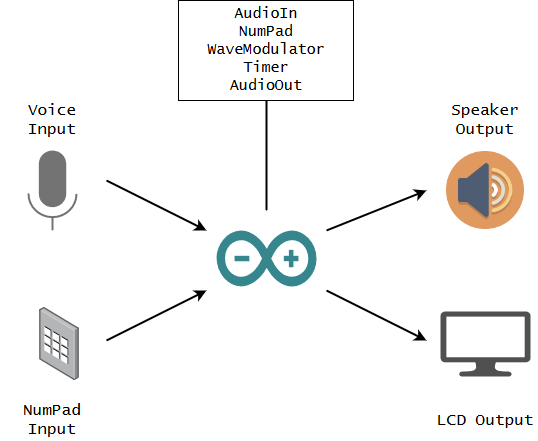 AudioIn
NumPad
WaveModulator
Timer
AudioOut
Voice
Input
Speaker
Output
NumPad
Input
LCD Output